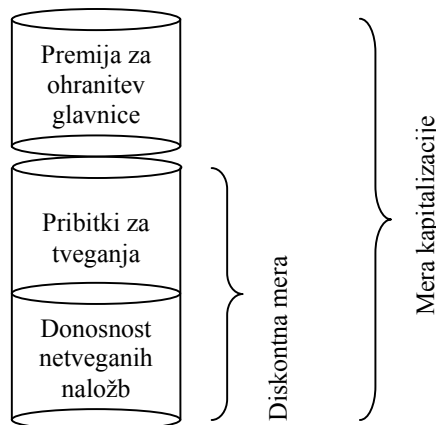 Premija za
ohranitev
glavnice
Pribitki za
tveganja
Donosnost
netveganih
naložb
Diskontna mera
Mera kapitalizacije